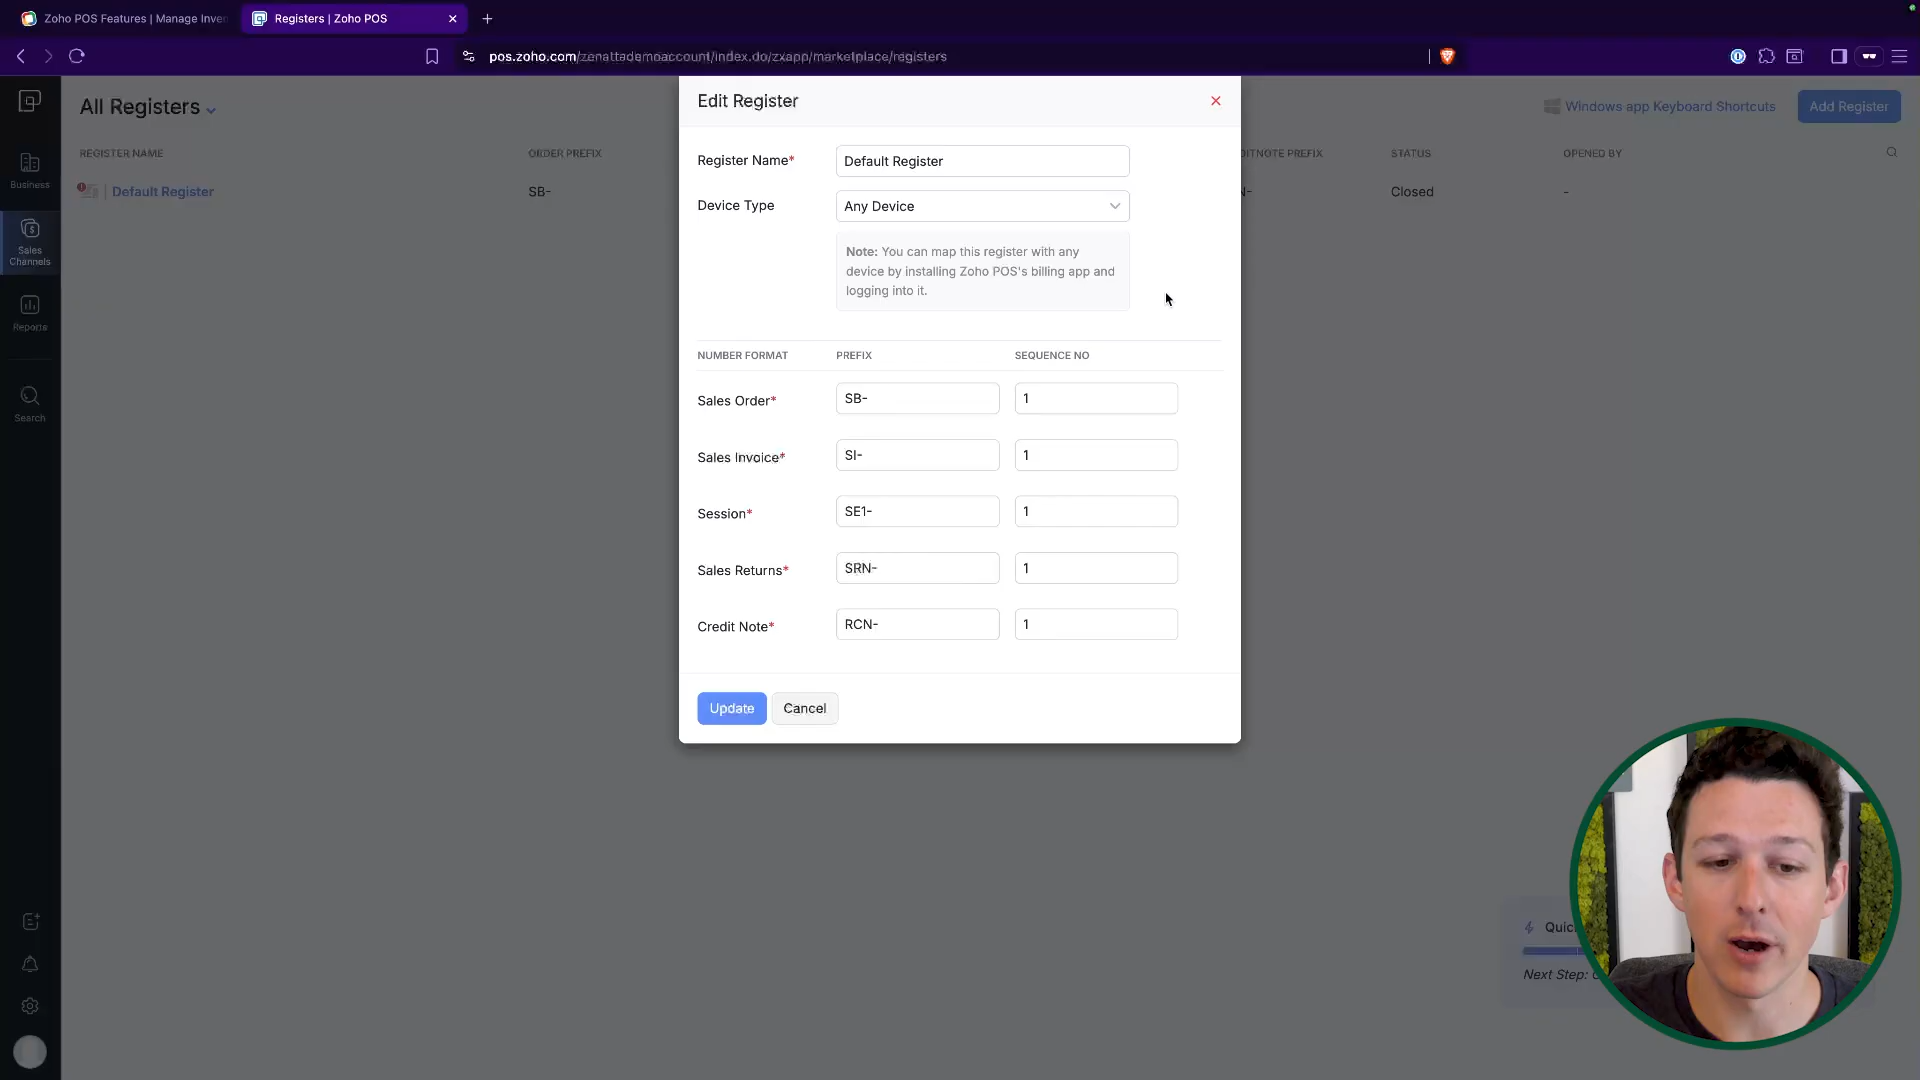 Zoho POS Features | Manage Inven
Registers | Zoho POS
pos.zoho.com/zenattademoaccount/index.do/zxapp/marketplace/registers
All Registers
Windows app Keyboard Shortcuts
Add Register
REGISTER NAME
ORDER PREFIX
STATUS
OPENED BY
Default Register
SB-
Closed
-
Business
Sales
Channels
Reports
Search
Edit Register
Register Name*
Default Register
Device Type
Any Device
Note: You can map this register with any
device by installing Zoho POS's billing app and
logging into it.
NUMBER FORMAT
PREFIX
SEQUENCE NO
Sales Order*
SB-
1
Sales Invoice*
SI-
1
Session*
SE1-
1
Sales Returns*
SRN-
1
Credit Note*
RCN-
1
Update
Cancel
Next Step: